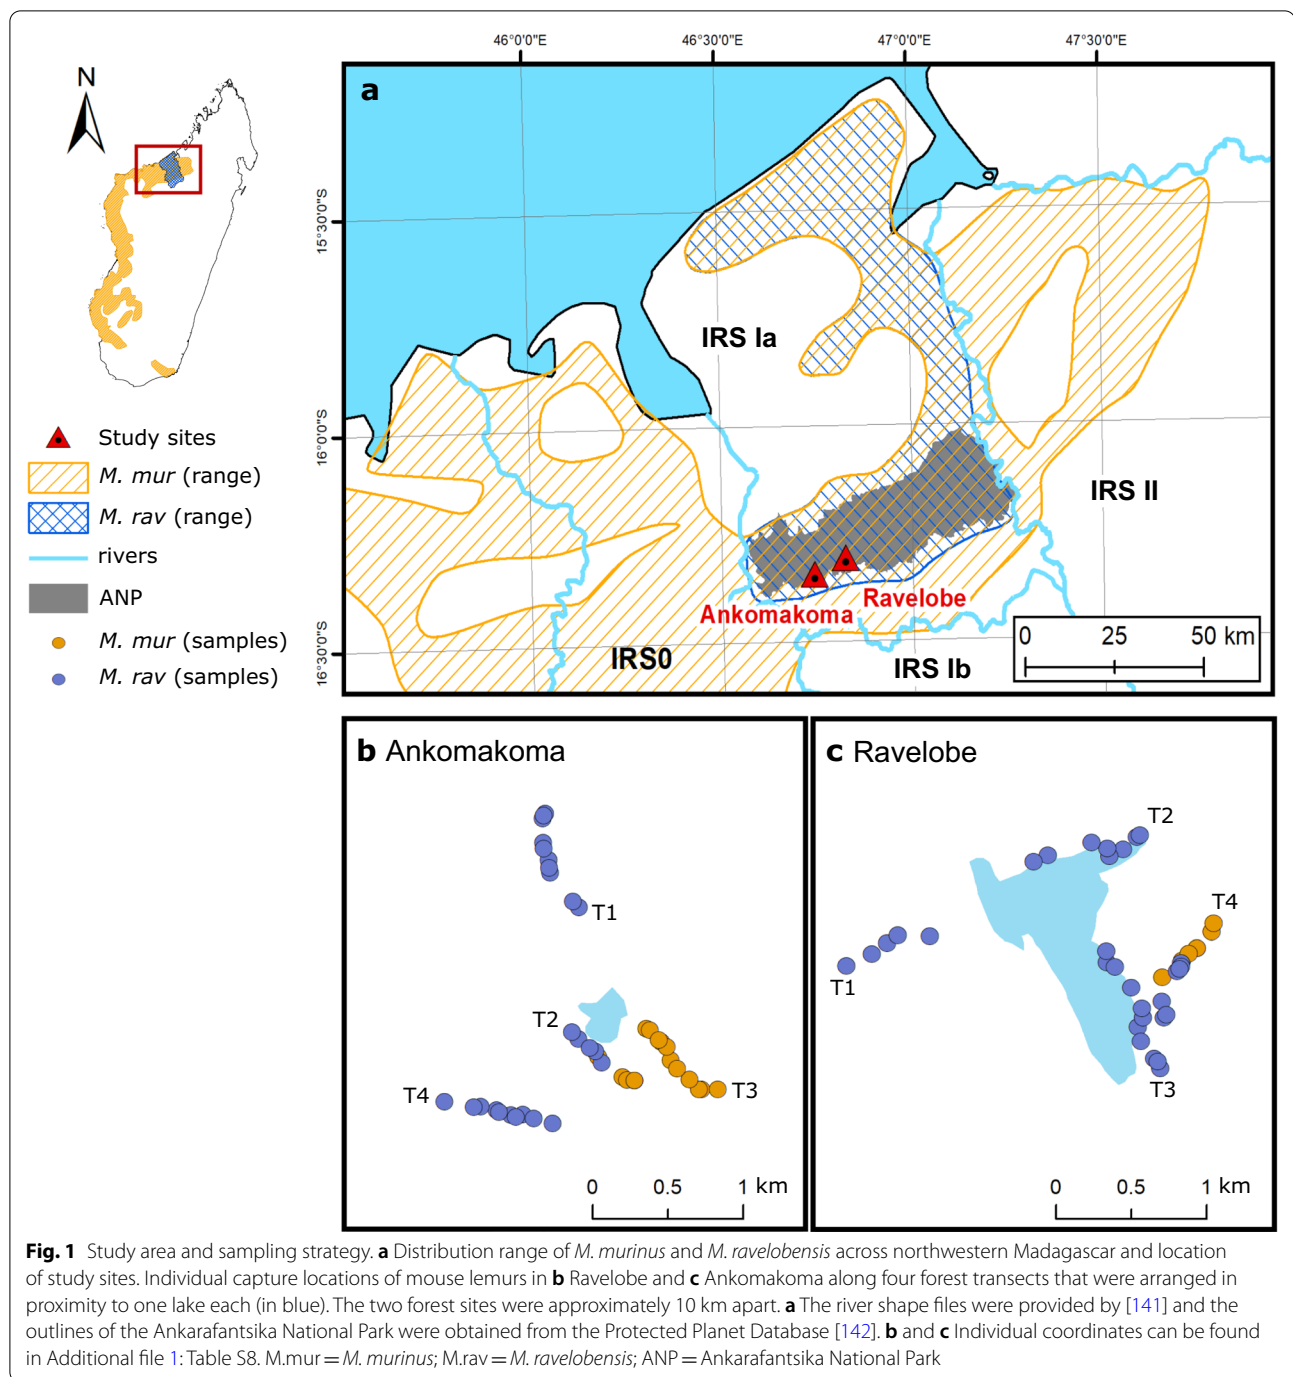 46°0'0"E
46°30'0"E
47°0'0"E
47°30'0"E
N
a
15°30'0"S
16°0'0"S
16°30'0"S
IRS Ia
IRS II
IRS0
IRS Ib
Ankomakoma
Ravelobe
0 25 50 km
Study sites
M. mur (range)
M. rav (range)
rivers
ANP
M. mur (samples)
M. rav (samples)
b Ankomakoma
T1
T2
T3
T4
0 0.5 1 km
c Ravelobe
T2
T4
T1
T3
0 0.5 1 km
Fig. 1 Study area and sampling strategy. a Distribution range of M. murinus and M. ravelobensis across northwestern Madagascar and location
of study sites. Individual capture locations of mouse lemurs in b Ravelobe and c Ankomakoma along four forest transects that were arranged in
proximity to one lake each (in blue). The two forest sites were approximately 10 km apart. a The river shape files were provided by [141] and the
outlines of the Ankarafantsika National Park were obtained from the Protected Planet Database [142]. b and c Individual coordinates can be found
in Additional file 1: Table S8. M.mur = M. murinus; M.rav = M. ravelobensis; ANP = Ankarafantsika National Park